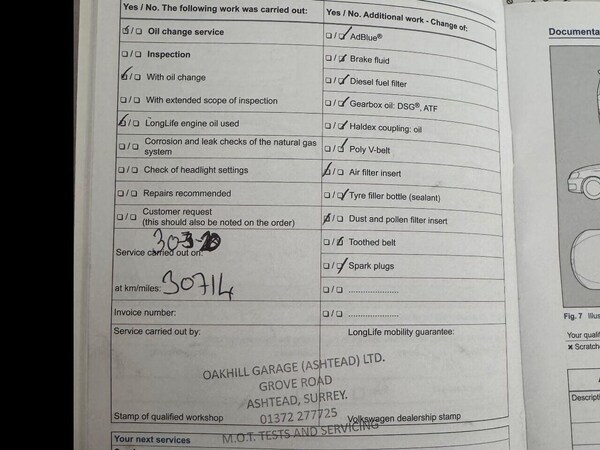 Yes / No. The following work was carried out:
☑/☐ Oil change service
☐/☐ Inspection
☑/☐ With oil change
☐/☐ With extended scope of inspection
☑/☐ LongLife engine oil used
☐/☐ Corrosion and leak checks of the natural gas
system
☐/☐ Check of headlight settings
☐/☐ Repairs recommended
☐/☐ Customer request
(this should also be noted on the order)
Service carried out on:
at km/miles: 30714
Invoice number:
Service carried out by:
Stamp of qualified workshop
Yes / No. Additional work - Change of:
☐/☑ AdBlue®
☐/☑ Brake fluid
☐/☑ Diesel fuel filter
☐/☑ Gearbox oil: DSG®, ATF
☐/☑ Haldex coupling: oil
☐/☑ Poly V-belt
☑/☐ Air filter insert
☐/☑ Tyre filler bottle (sealant)
☑/☐ Dust and pollen filter insert
☐/☑ Toothed belt
☐/☑ Spark plugs
☐/☐ .....................
☐/☐ .....................
LongLife mobility guarantee:
OAKHILL GARAGE (ASHTEAD) LTD.
GROVE ROAD
ASHTEAD, SURREY.
01372 277725
M.O.T. TESTS AND SERVICING
Volkswagen dealership stamp
Your next services
Documenta
Fig. 7 Illus
Your qualif
× Scratch
Descripti